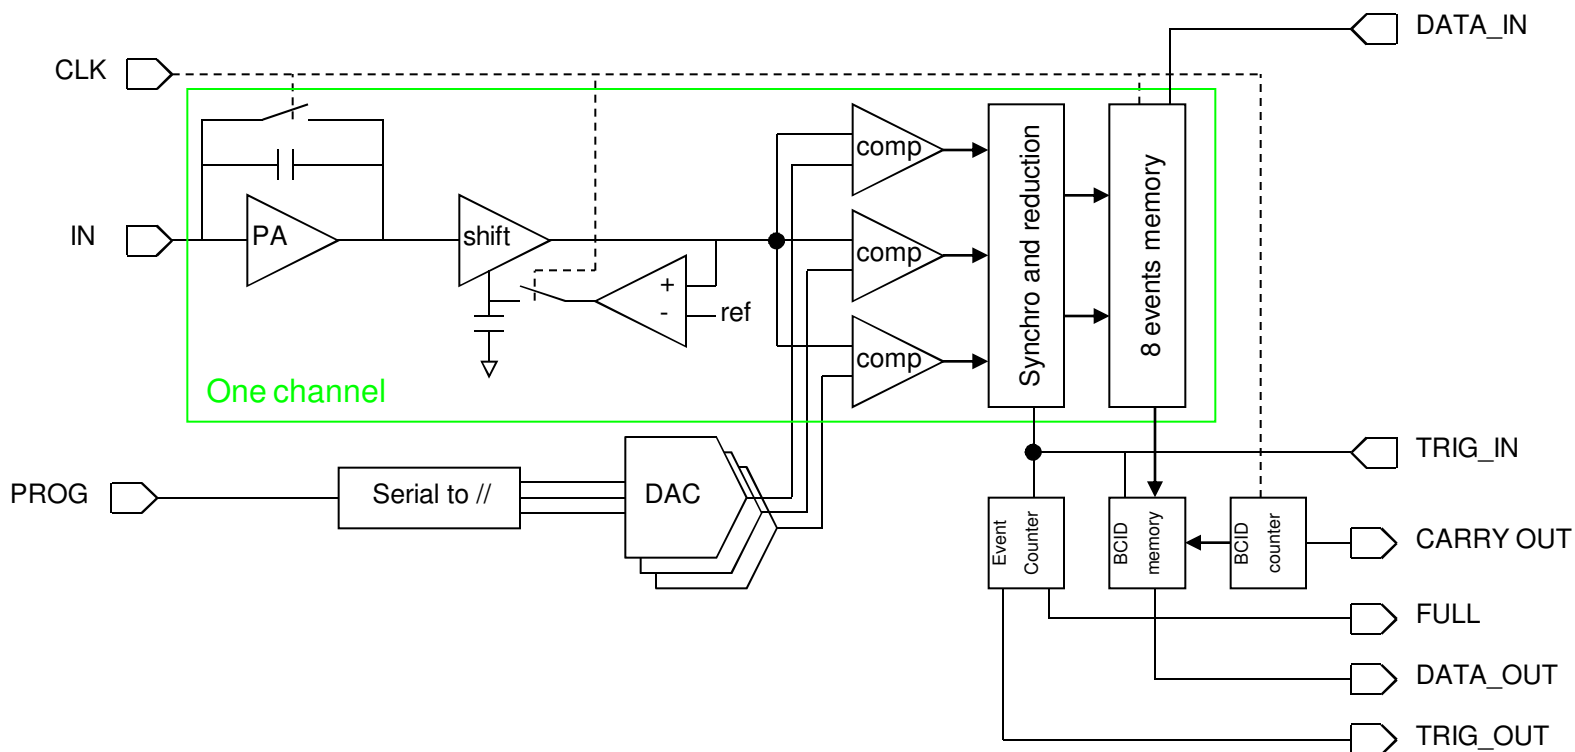 DATA_IN
CLK
comp
PA
shift
IN
comp
+
-
ref
comp
Synchro and reduction
8 events memory
One channel
TRIG_IN
PROG
Serial to //
DAC
Event
Counter
BCID
memory
BCID
counter
CARRY OUT
FULL
DATA_OUT
TRIG_OUT